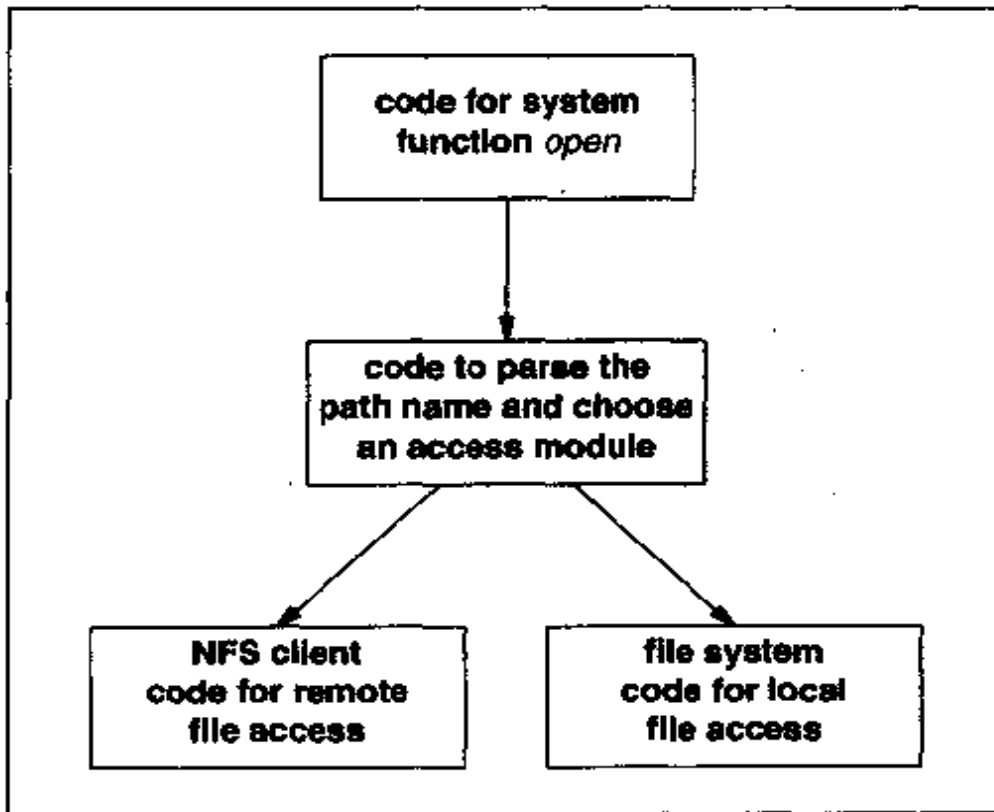 code for system
function open
code to parse the
path name and choose
an access module
NFS client
code for remote
file access
file system
code for local
file access